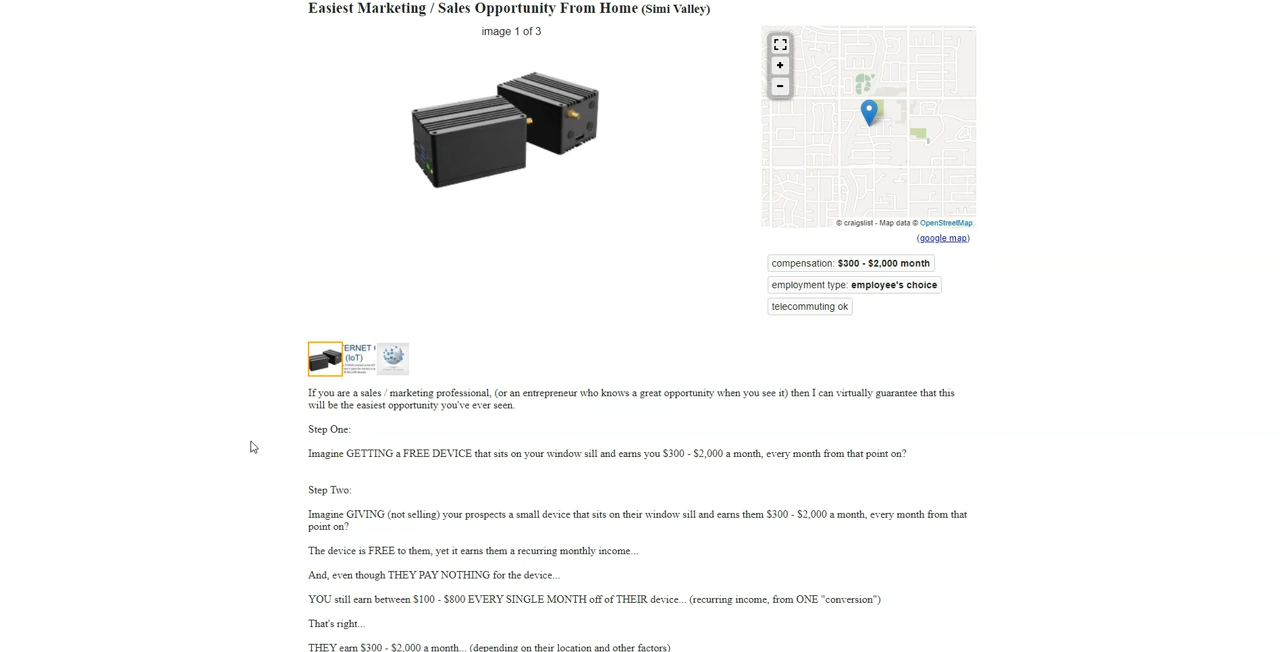 Easiest Marketing / Sales Opportunity From Home (Simi Valley)
image 1 of 3
+
−
© craigslist - Map data © OpenStreetMap
(google map)
compensation: $300 - $2,000 month
employment type: employee's choice
telecommuting ok
ERNET
(IoT)
If you are a sales / marketing professional, (or an entrepreneur who knows a great opportunity when you see it) then I can virtually guarantee that this
will be the easiest opportunity you've ever seen.
Step One:
Imagine GETTING a FREE DEVICE that sits on your window sill and earns you $300 - $2,000 a month, every month from that point on?
Step Two:
Imagine GIVING (not selling) your prospects a small device that sits on their window sill and earns them $300 - $2,000 a month, every month from that
point on?
The device is FREE to them, yet it earns them a recurring monthly income...
And, even though THEY PAY NOTHING for the device...
YOU still earn between $100 - $800 EVERY SINGLE MONTH off of THEIR device... (recurring income, from ONE "conversion")
That's right...
THEY earn $300 - $2,000 a month... (depending on their location and other factors)